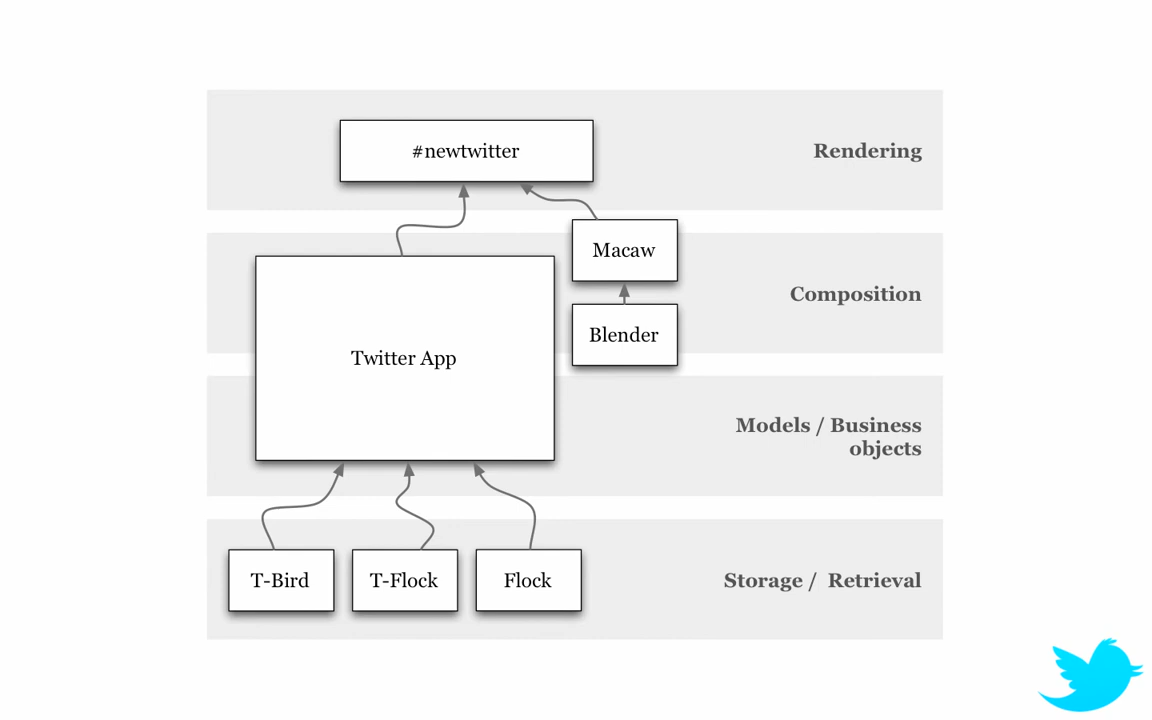 #newtwitter
Rendering
Macaw
Composition
Blender
Twitter App
Models / Business
objects
T-Bird
T-Flock
Flock
Storage /  Retrieval